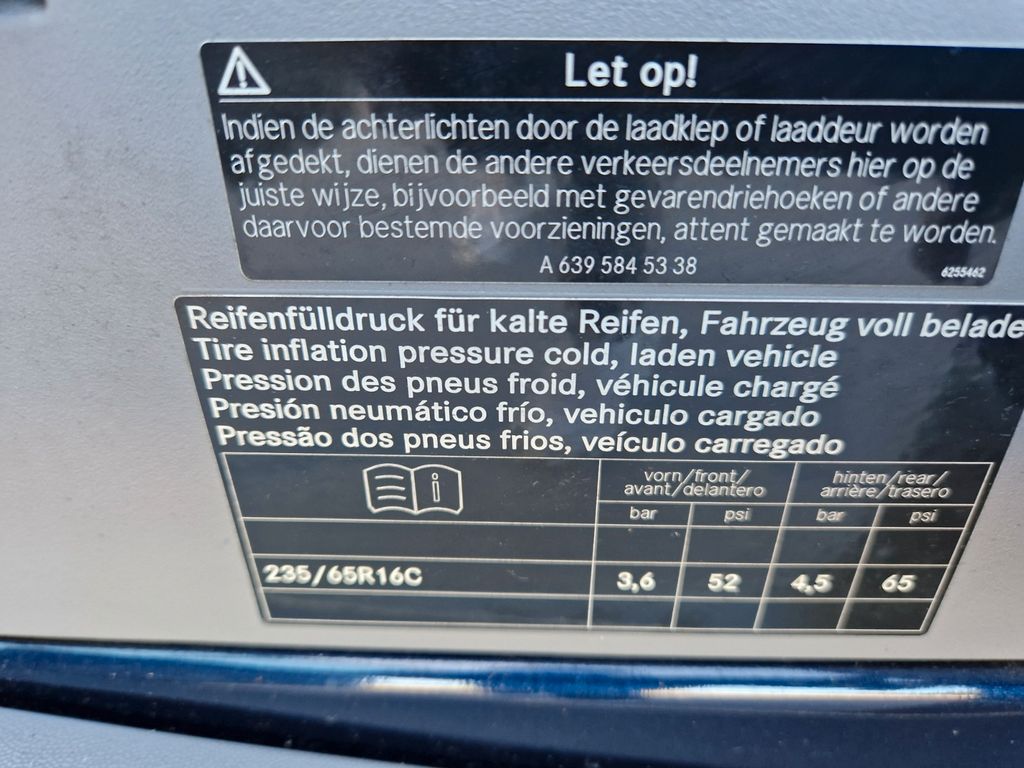 Let op!
Indien de achterlichten door de laadklep of laaddeur worden
afgedekt, dienen de andere verkeersdeelnemers hier op de
juiste wijze, bijvoorbeeld met gevarendriehoeken of andere
daarvoor bestemde voorzieningen, attent gemaakt te worden.
A 639 584 53 38
6255462
Reifenfülldruck für kalte Reifen, Fahrzeug voll belade
Tire inflation pressure cold, laden vehicle
Pression des pneus froid, véhicule chargé
Presión neumático frío, vehiculo cargado
Pressão dos pneus frios, veículo carregado
vorn/front/ hinten/rear/
avant/delantero arrière/trasero
bar psi bar psi
235/65R16C 3,6 52 4,5 65